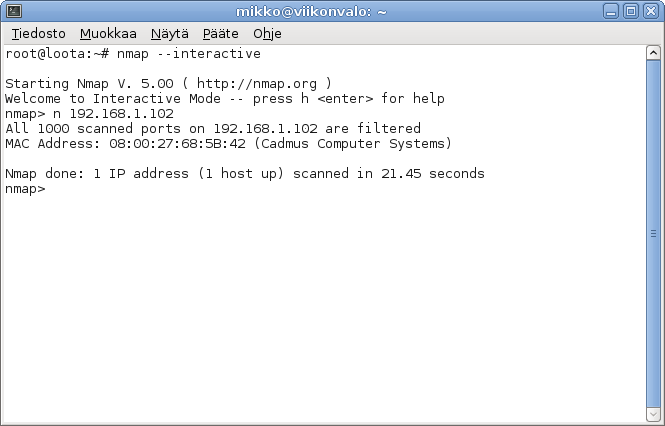 mikko@viikonvalo: ~
Tiedosto Muokkaa Näytä Pääte Ohje
root@loota:~# nmap --interactive
Starting Nmap V. 5.00 ( http://nmap.org )
Welcome to Interactive Mode -- press h <enter> for help
nmap> n 192.168.1.102
All 1000 scanned ports on 192.168.1.102 are filtered
MAC Address: 08:00:27:68:5B:42 (Cadmus Computer Systems)
Nmap done: 1 IP address (1 host up) scanned in 21.45 seconds
nmap>